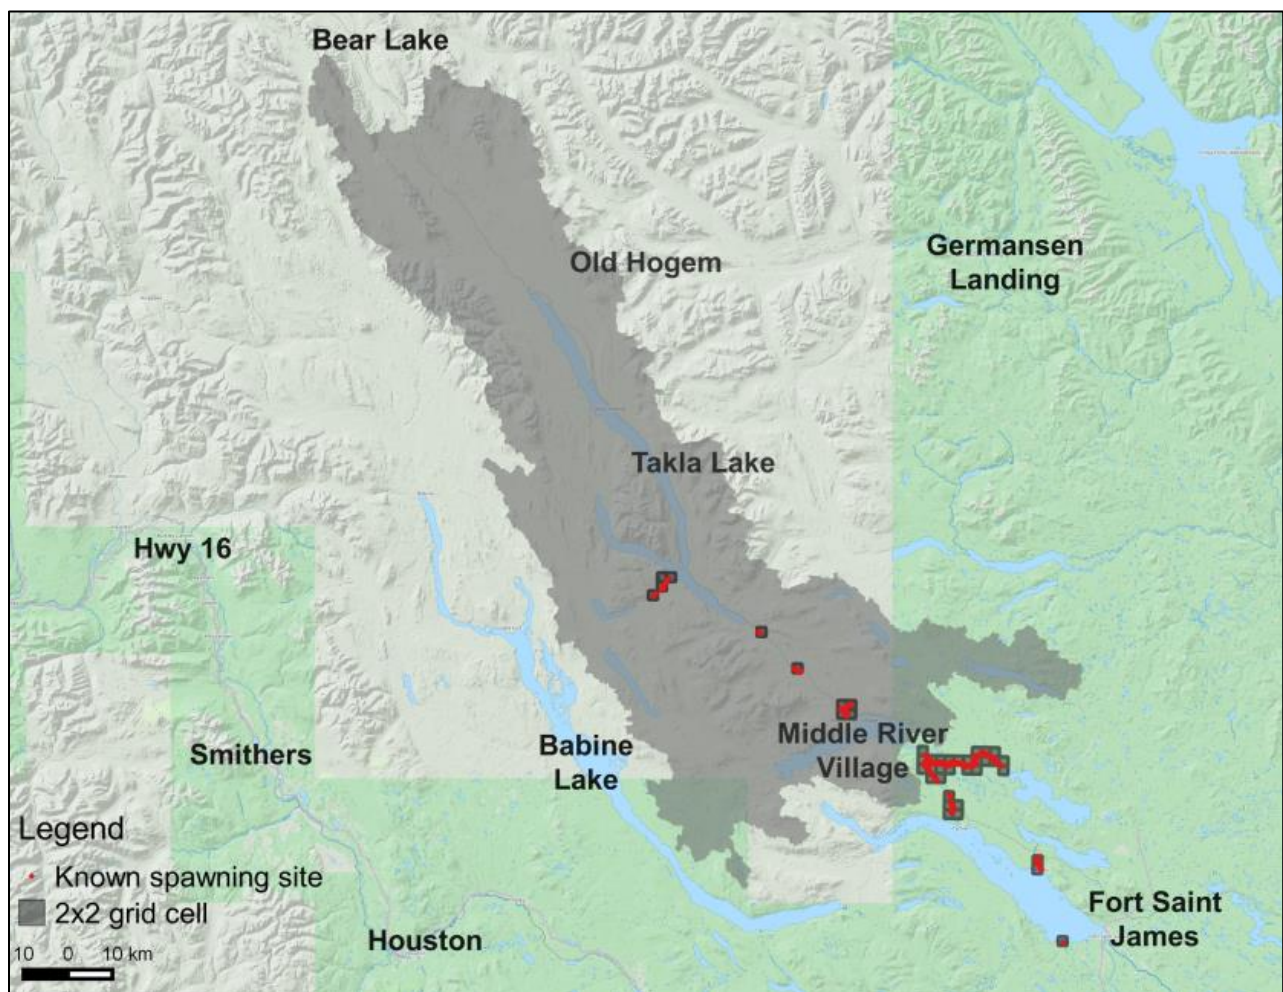 Bear Lake
Old Hogem
Germansen
Landing
Takla Lake
Hwy 16
Middle River
Village
Babine
Lake
Smithers
Legend
Known spawning site
2x2 grid cell
10 0 10 km
Houston
Fort Saint
James